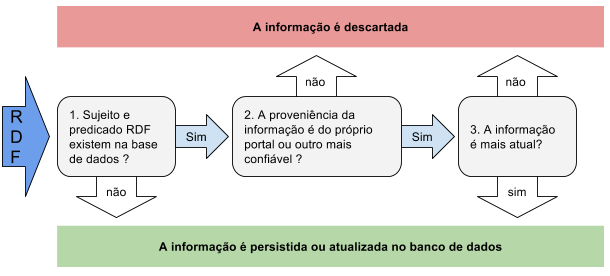 A informação é descartada
não
não
R
D
F
1. Sujeito e
predicado RDF
existem na base
de dados ?
Sim
2. A proveniência da
informação é do próprio
portal ou outro mais
confiável ?
Sim
3. A informação
é mais atual?
não
sim
A informação é persistida ou atualizada no banco de dados